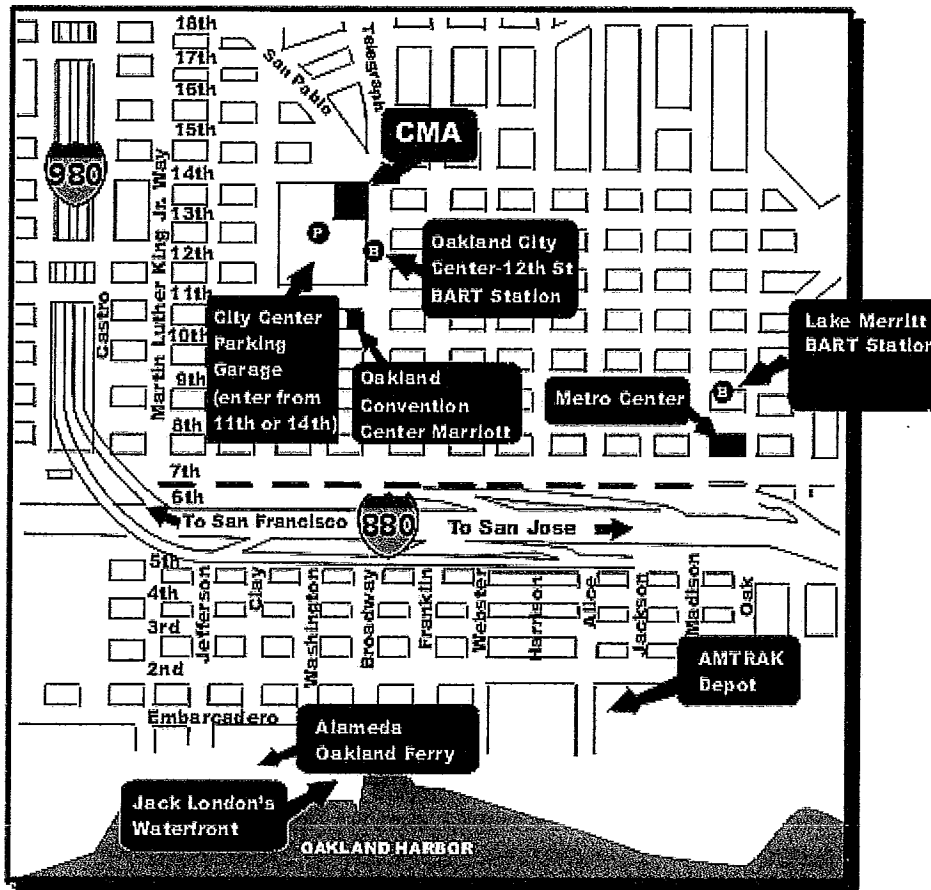 18th
17th
16th
15th
14th
13th
12th
11th
10th
9th
8th
7th
6th
5th
4th
3rd
2nd
Embarcadero
San Pablo
Telegraph
980
Castro
Martin Luther King Jr. Way
CMA
P
B
Oakland City
Center-12th St
BART Station
City Center
Parking
Garage
(enter from
11th or 14th)
Oakland
Convention
Center Marriott
Metro Center
B
Lake Merritt
BART Station
To San Francisco
880
To San Jose
Jefferson
Clay
Washington
Broadway
Franklin
Webster
Harrison
Alice
Jackson
Madison
Oak
AMTRAK
Depot
Alameda
Oakland Ferry
Jack London's
Waterfront
OAKLAND HARBOR